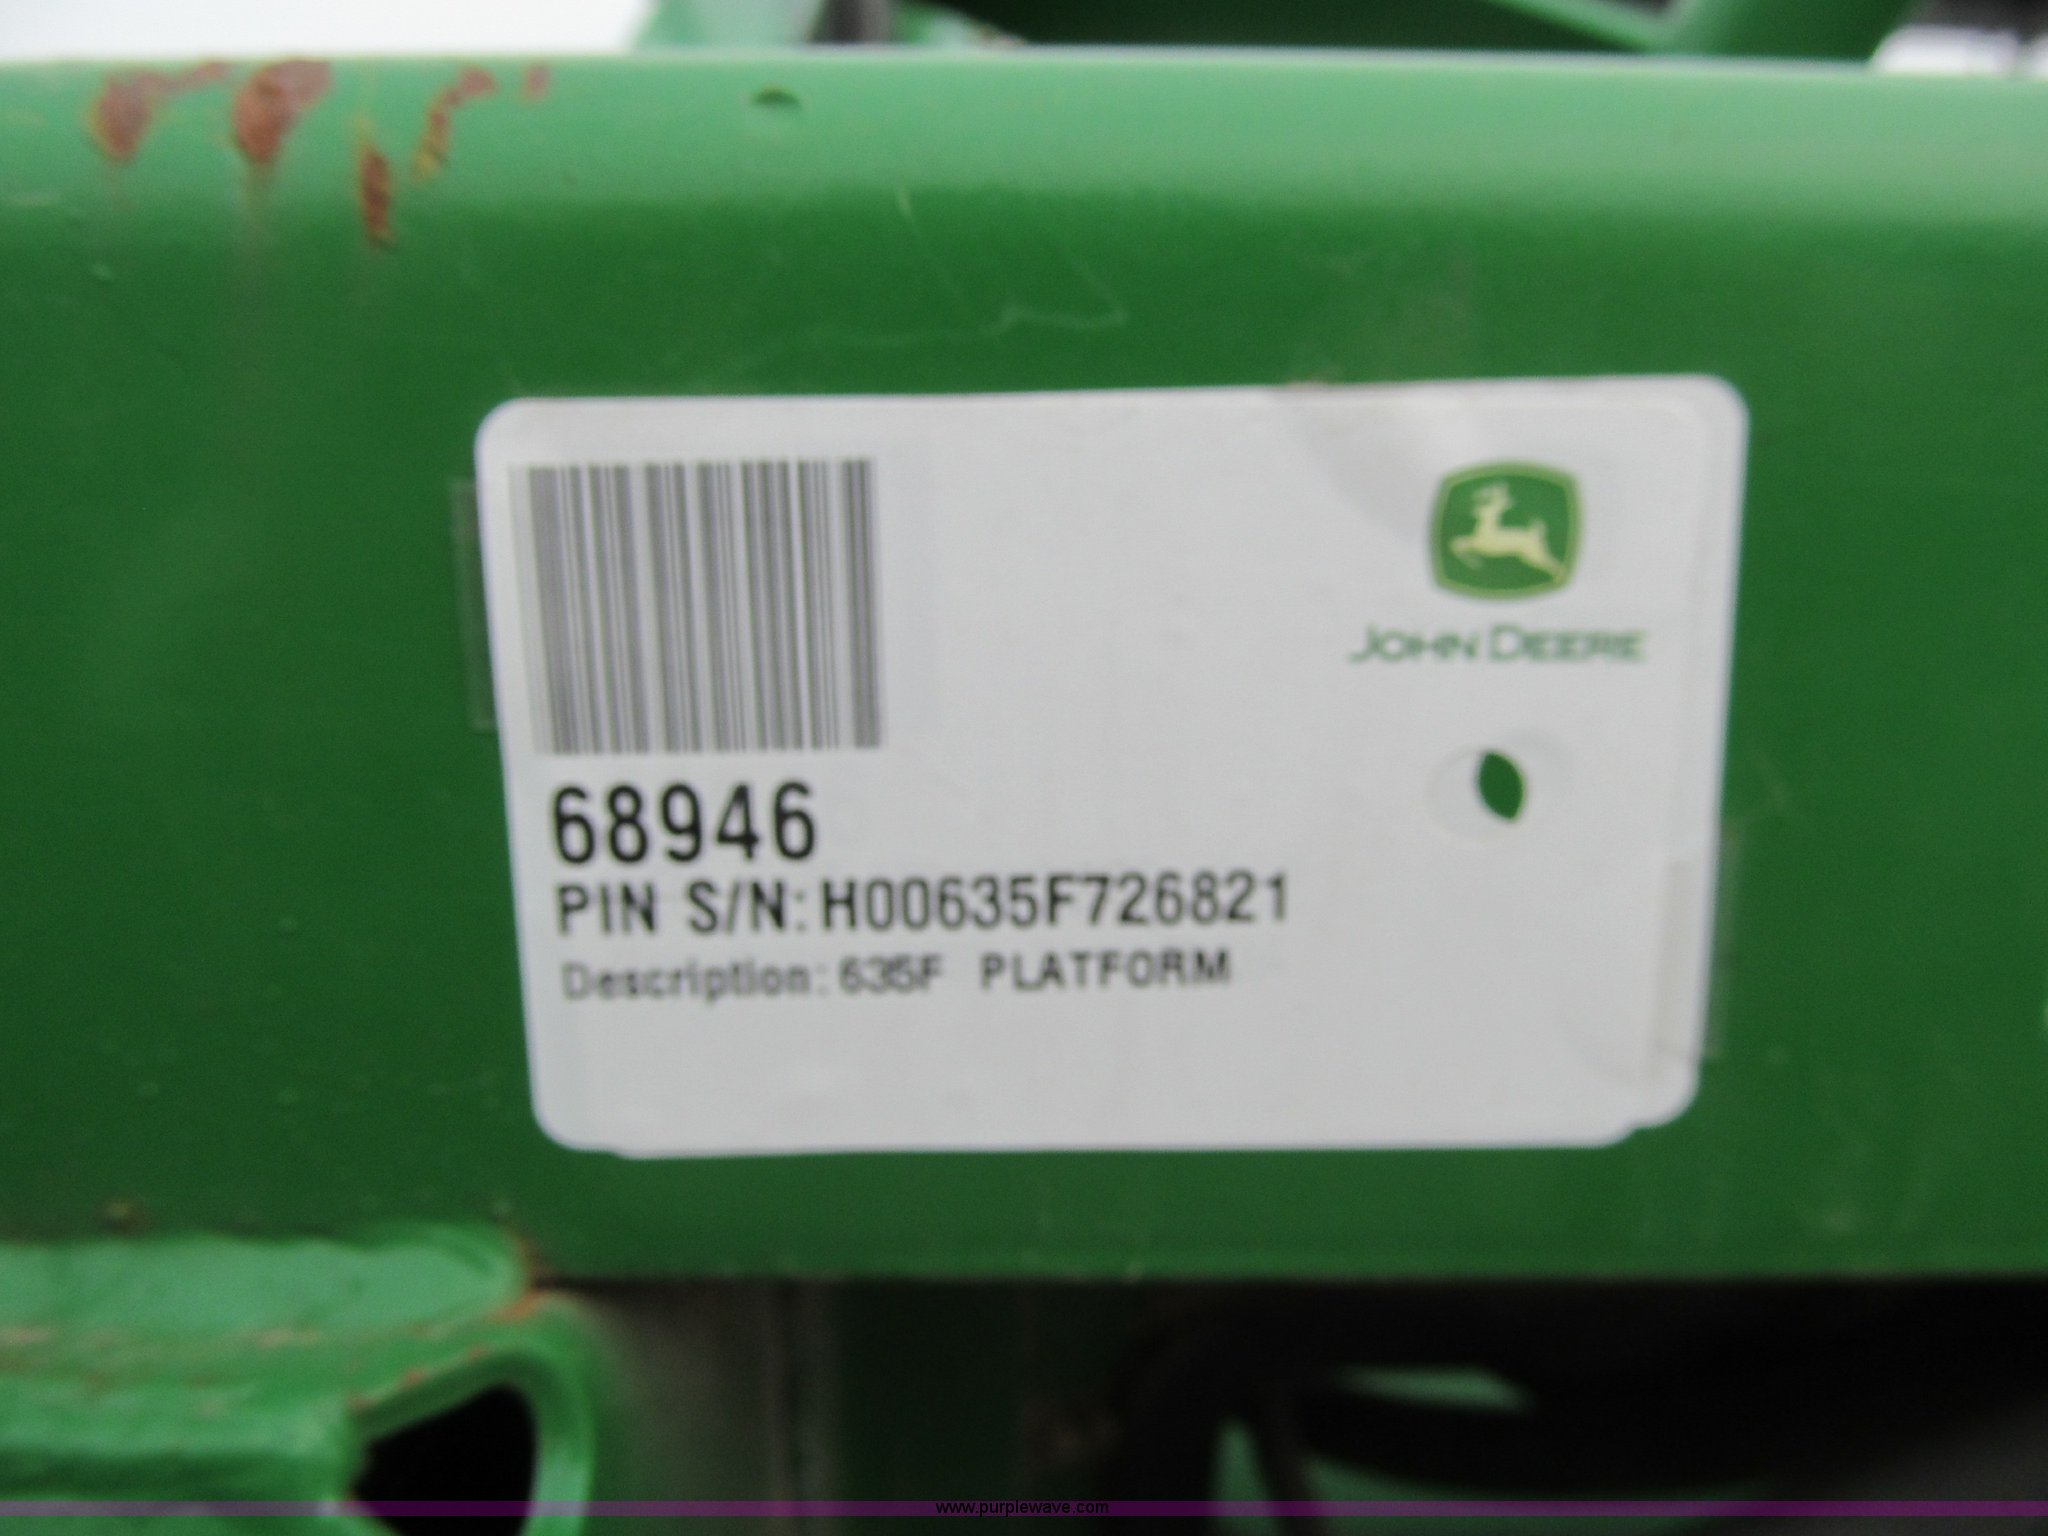 JOHN DEERE
68946
PIN S/N: H00635F726821
Description: 635F PLATFORM
www.purplewave.com